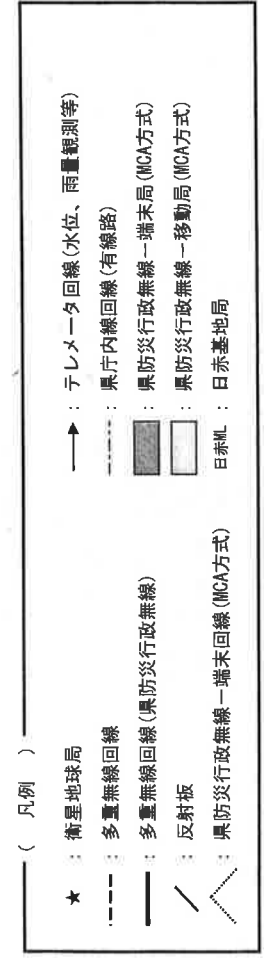 ( 凡例 )
★ : 衛星地球局
: 多重無線回線
: 多重無線回線(県防災行政無線)
: 反射板
: 県防災行政無線ー端末回線(MCA方式)
: テレメータ回線(水位、雨量観測等)
: 県庁内線回線(有線路)
: 県防災行政無線ー端末局(MCA方式)
: 県防災行政無線ー移動局(MCA方式)
日赤ML : 日赤基地局